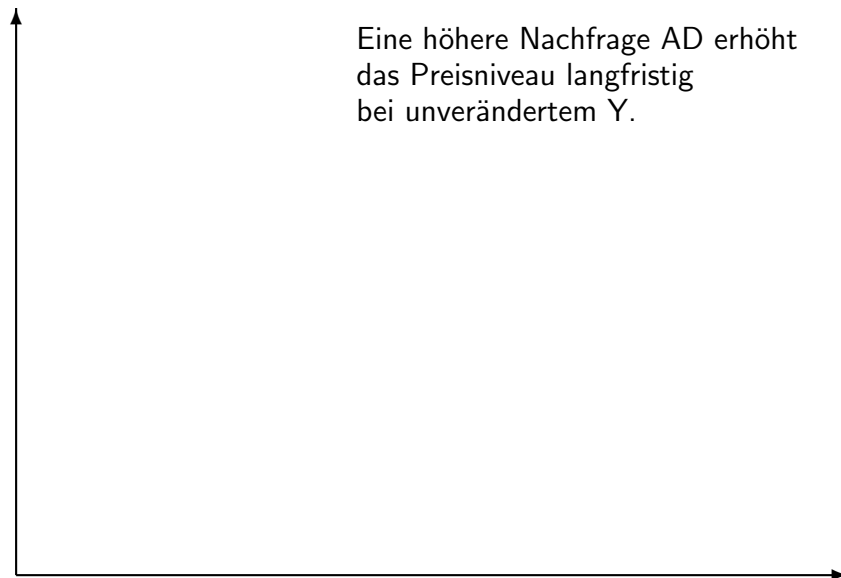 Eine höhere Nachfrage AD erhöht
das Preisniveau langfristig
bei unverändertem Y.